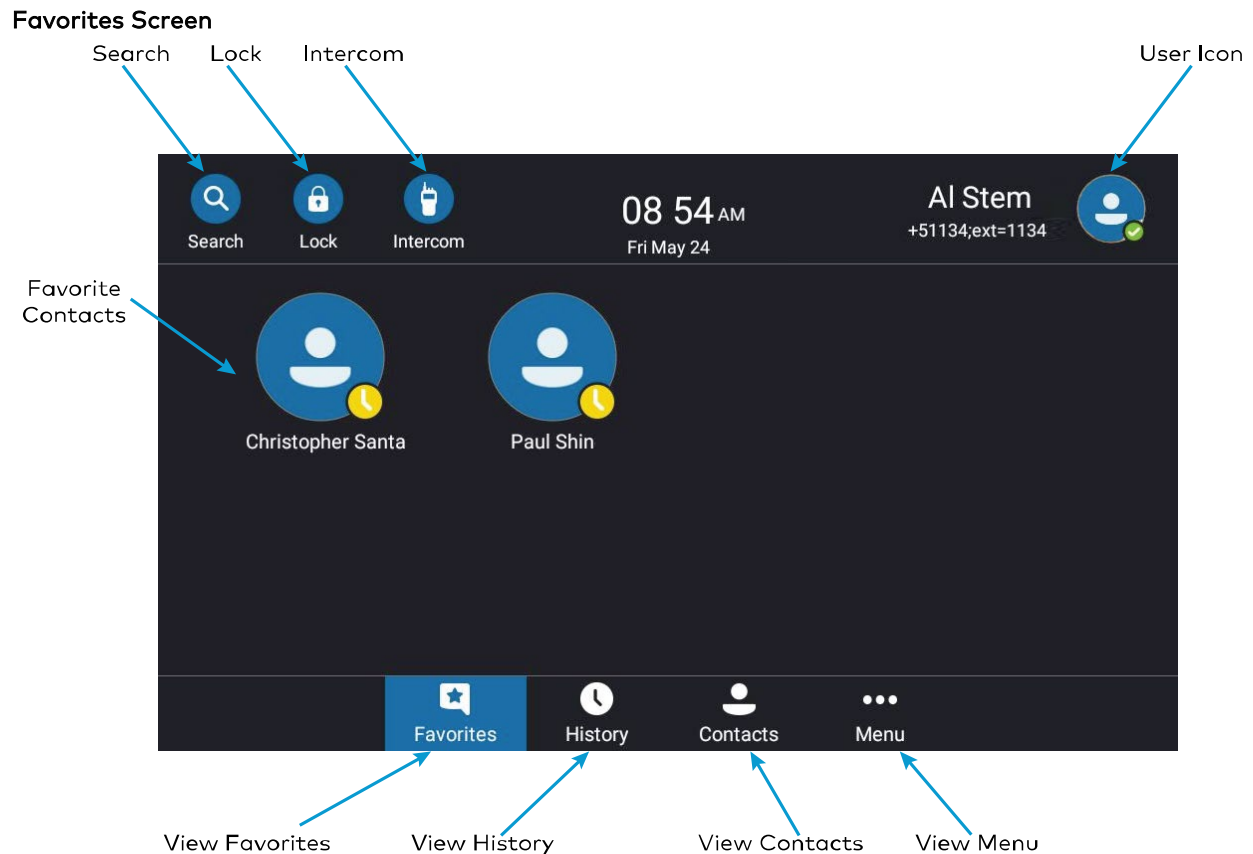 Favorites Screen
Search Lock Intercom User Icon
Search Lock Intercom
08 54 AM
Fri May 24
Al Stem
+51134;ext=1134
Favorite
Contacts
Christopher Santa Paul Shin
Favorites History Contacts Menu
View Favorites View History View Contacts View Menu